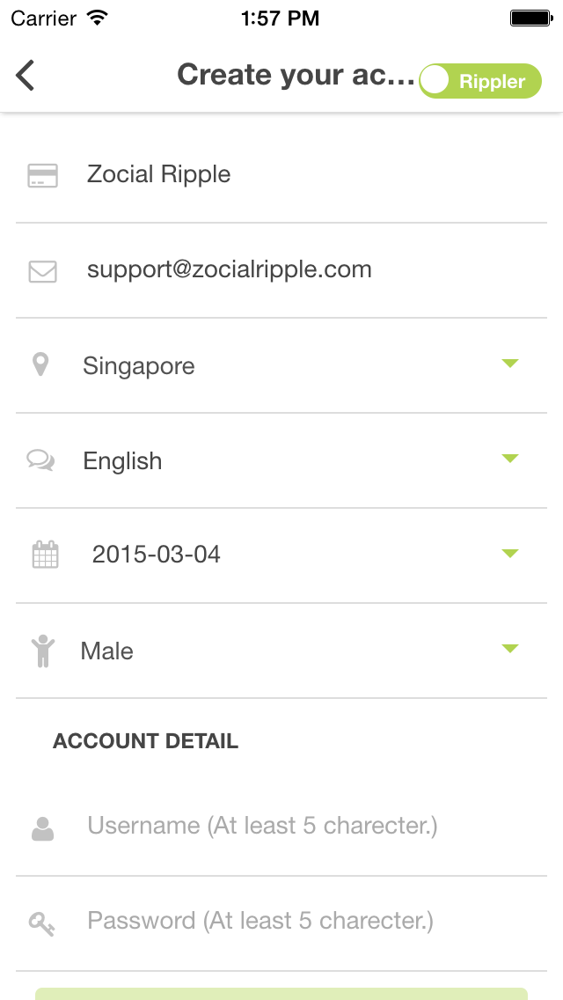 Carrier 1:57 PM
Create your ac... Rippler
Zocial Ripple
support@zocialripple.com
Singapore
English
2015-03-04
Male
ACCOUNT DETAIL
Username (At least 5 charecter.)
Password (At least 5 charecter.)